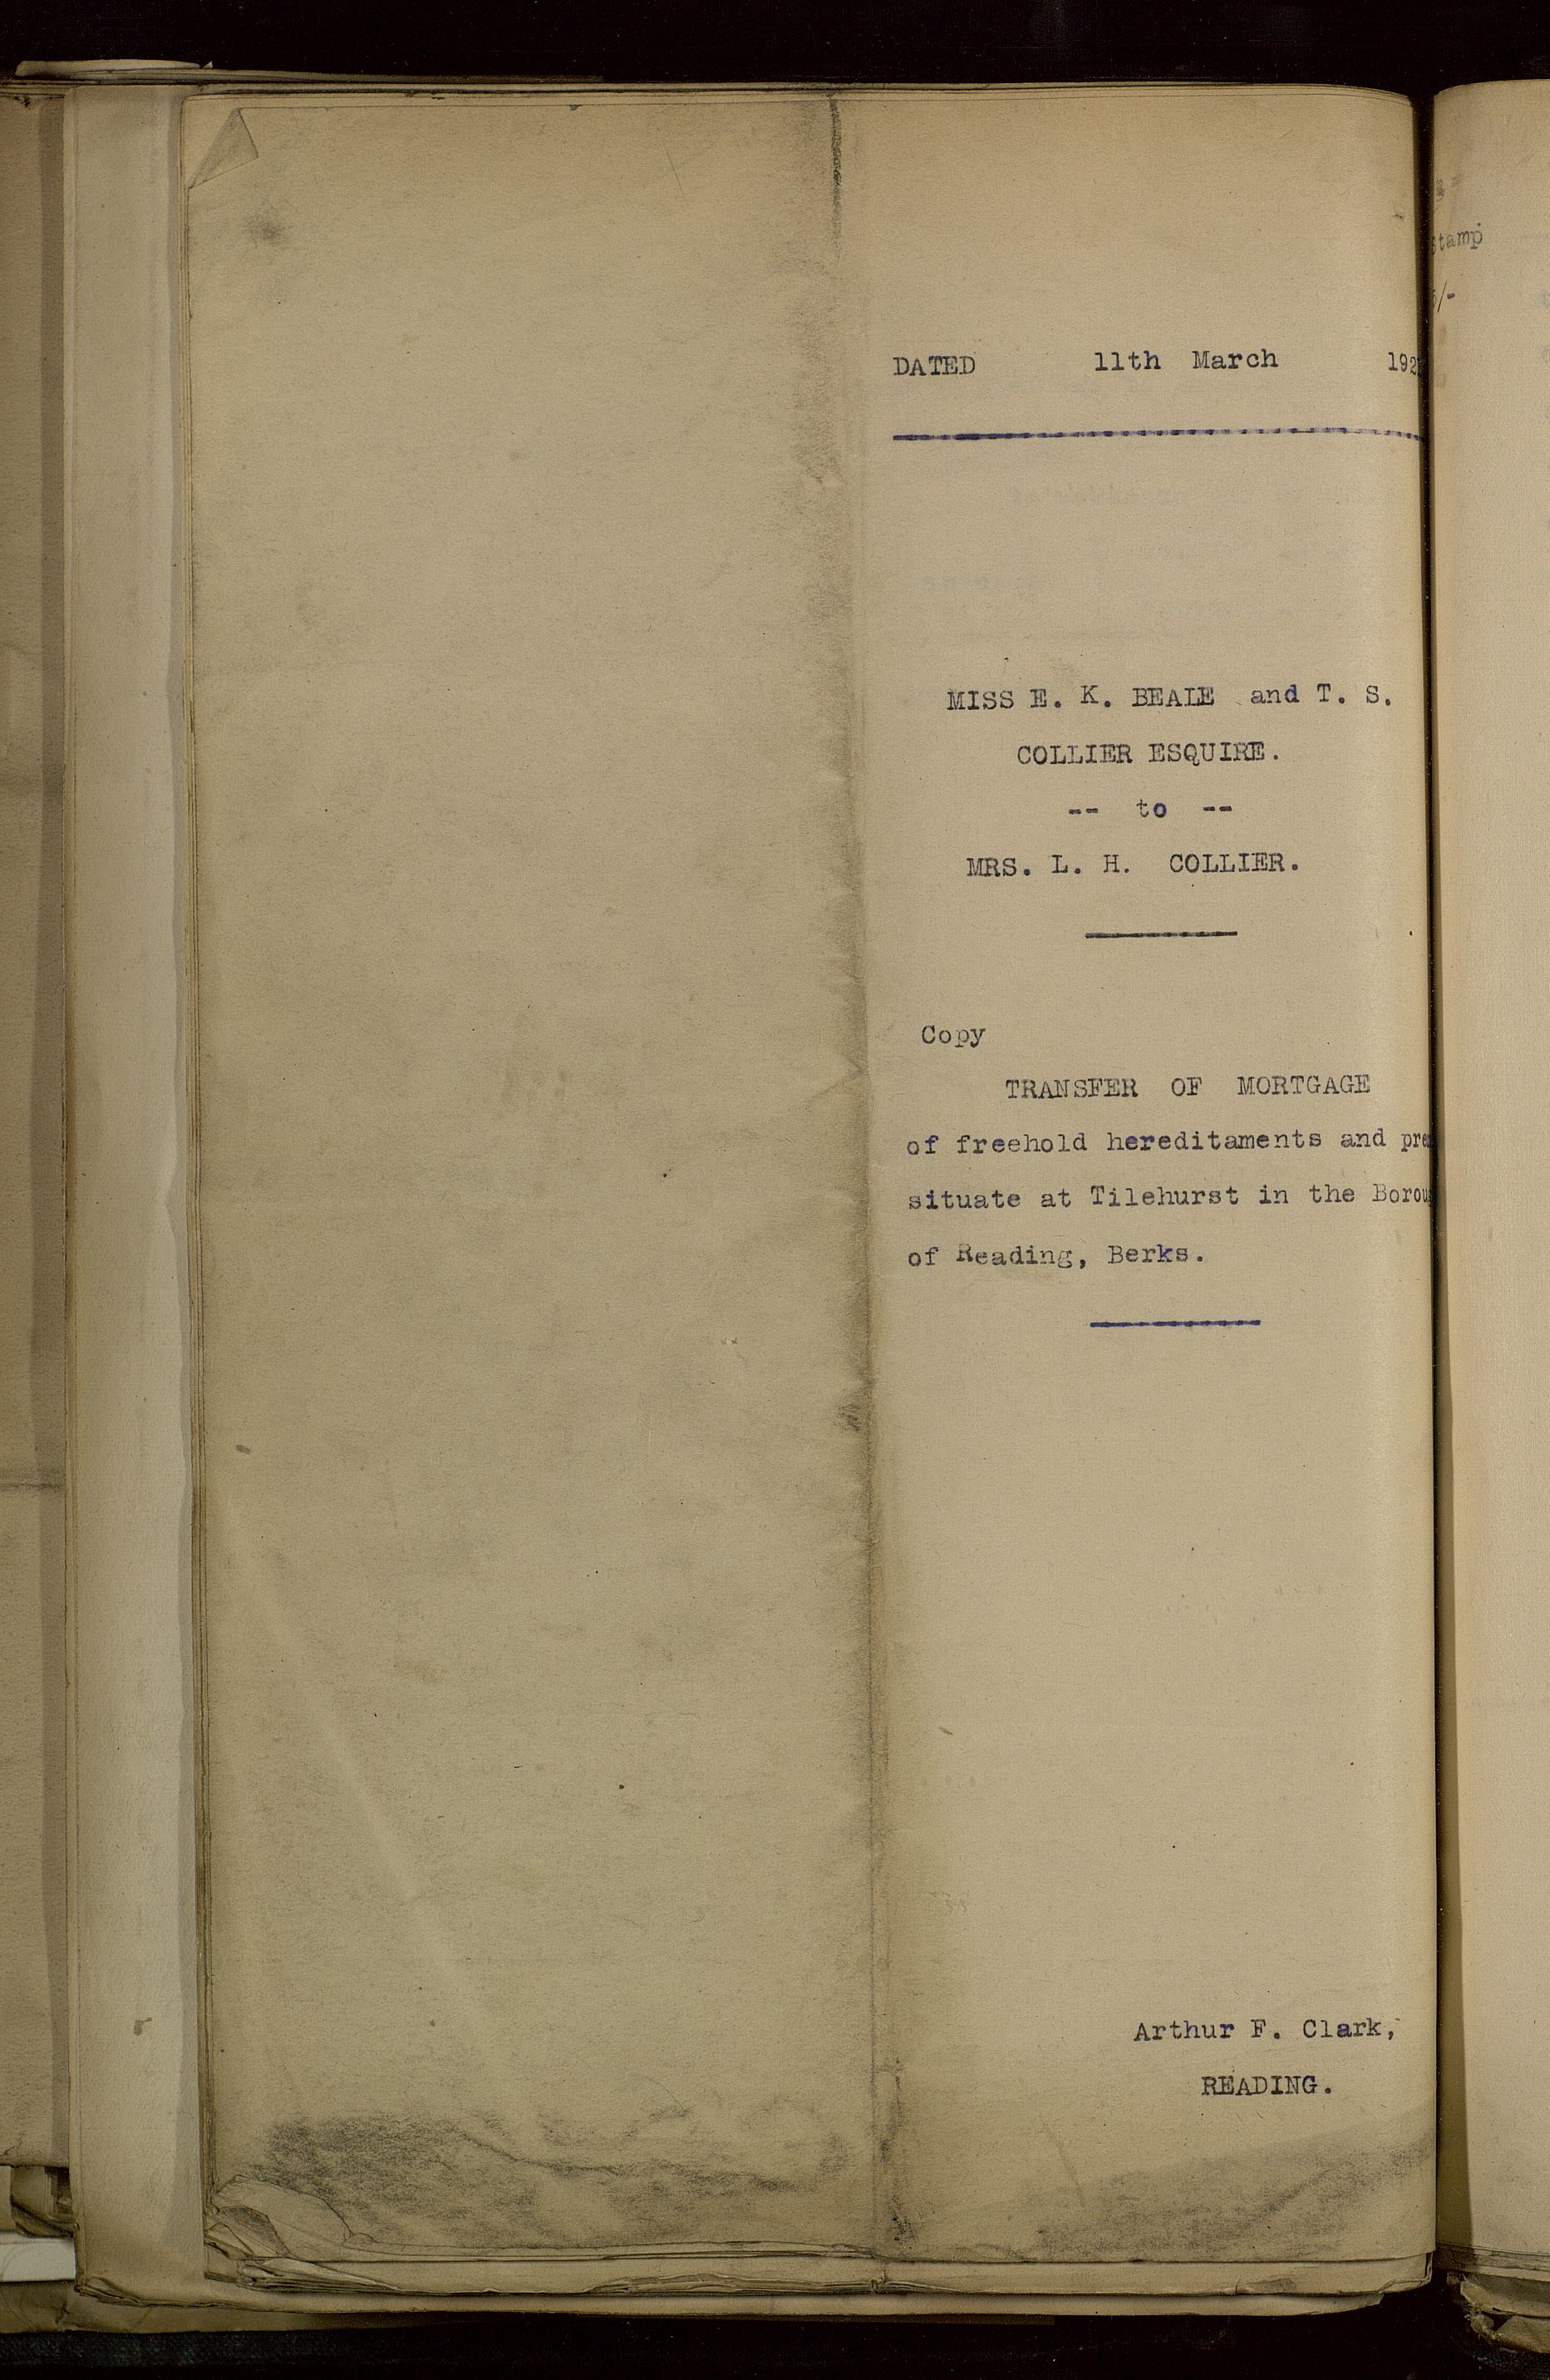 DATED 11th March
MISS E. K. BEALE and T. S.
COLLIER ESQUIRE.
-- to --
MRS. L. H. COLLIER.
Copy
TRANSFER OF MORTGAGE
of freehold hereditaments and
situate at Tilehurst in the
of Reading, Berks.
Arthur F. Clark,
READING.
stamp